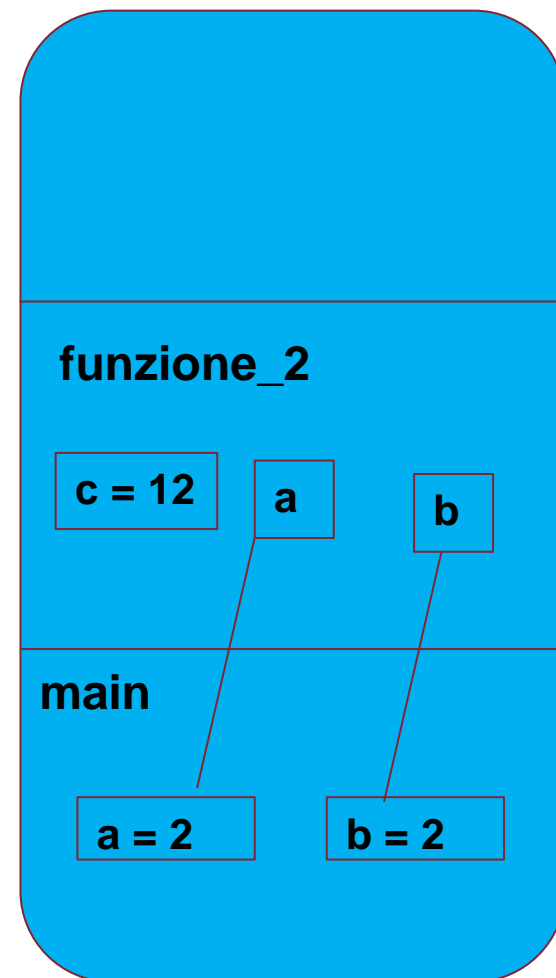 funzione_2
c = 12
a
b
main
a = 2
b = 2